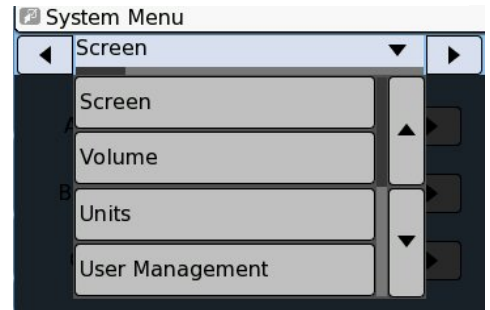 System Menu
Screen
Screen
Volume
Units
User Management